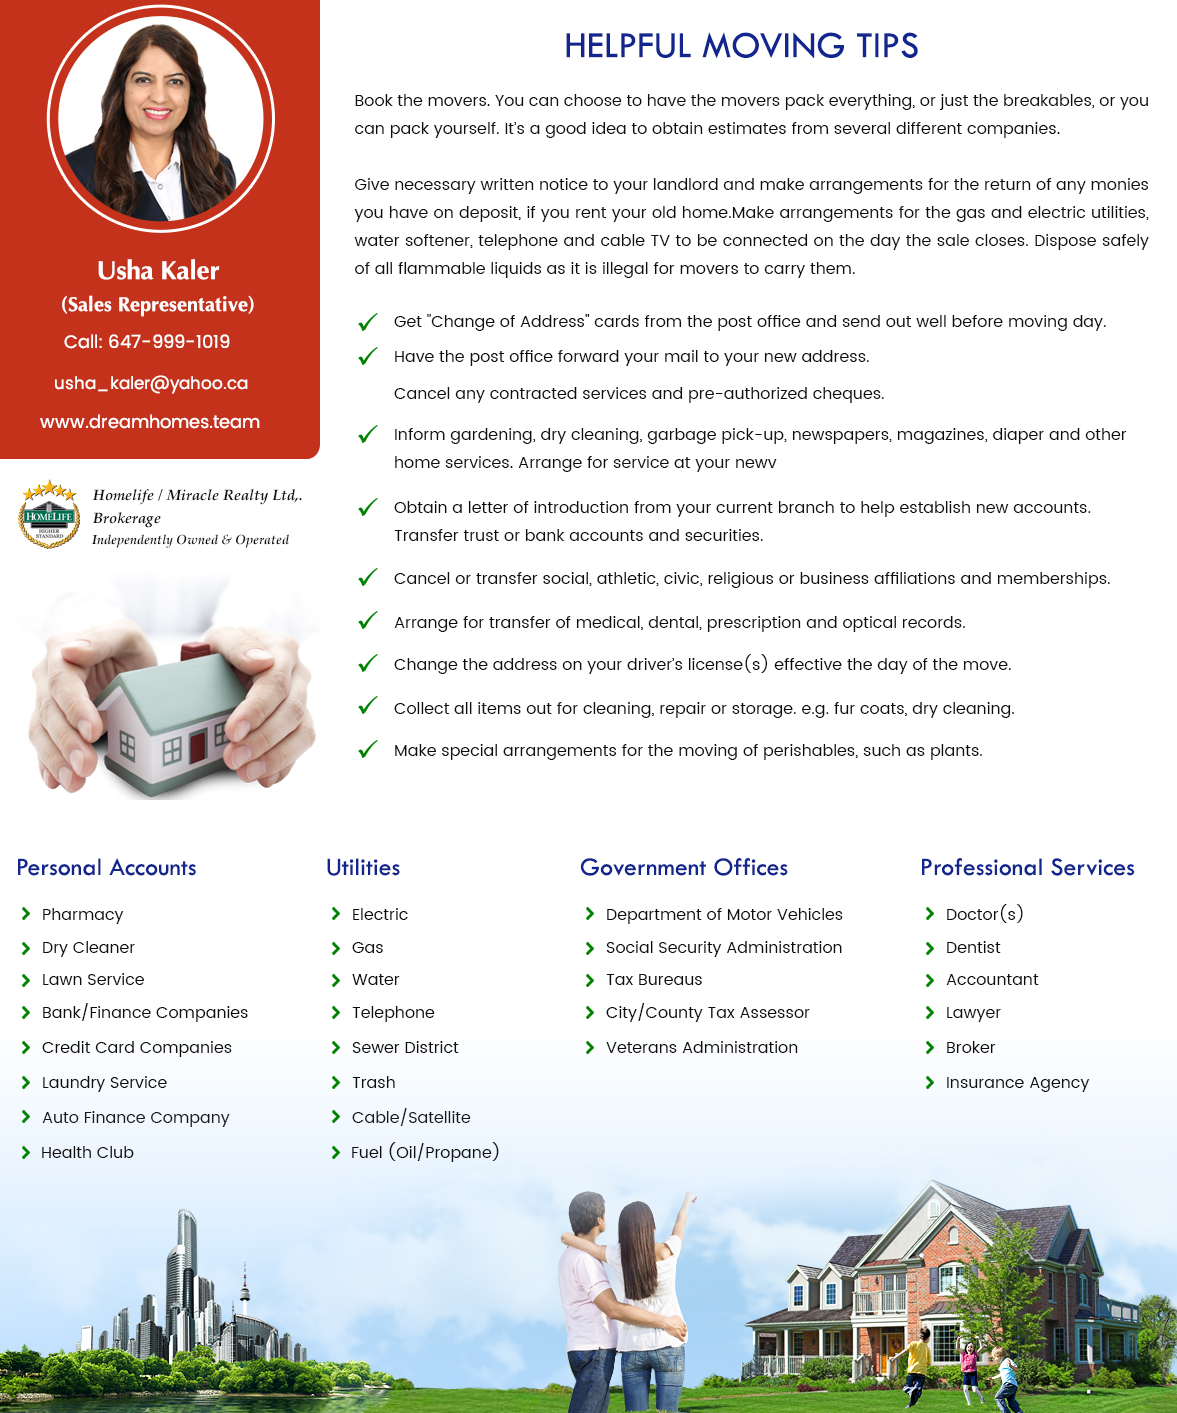 Usha Kaler
(Sales Representative)
Call: 647-999-1019
usha_kaler@yahoo.ca
www.dreamhomes.team
HOMELIFE
HIGHER
STANDARD
Homelife / Miracle Realty Ltd,.
Brokerage
Independently Owned & Operated
HELPFUL MOVING TIPS
Book the movers. You can choose to have the movers pack everything, or just the breakables, or you
can pack yourself. It's a good idea to obtain estimates from several different companies.
Give necessary written notice to your landlord and make arrangements for the return of any monies
you have on deposit, if you rent your old home.Make arrangements for the gas and electric utilities,
water softener, telephone and cable TV to be connected on the day the sale closes. Dispose safely
of all flammable liquids as it is illegal for movers to carry them.
Get "Change of Address" cards from the post office and send out well before moving day.
Have the post office forward your mail to your new address.
Cancel any contracted services and pre-authorized cheques.
Inform gardening, dry cleaning, garbage pick-up, newspapers, magazines, diaper and other
home services. Arrange for service at your newv
Obtain a letter of introduction from your current branch to help establish new accounts.
Transfer trust or bank accounts and securities.
Cancel or transfer social, athletic, civic, religious or business affiliations and memberships.
Arrange for transfer of medical, dental, prescription and optical records.
Change the address on your driver's license(s) effective the day of the move.
Collect all items out for cleaning, repair or storage. e.g. fur coats, dry cleaning.
Make special arrangements for the moving of perishables, such as plants.
Personal Accounts
Pharmacy
Dry Cleaner
Lawn Service
Bank/Finance Companies
Credit Card Companies
Laundry Service
Auto Finance Company
Health Club
Utilities
Electric
Gas
Water
Telephone
Sewer District
Trash
Cable/Satellite
Fuel (Oil/Propane)
Government Offices
Department of Motor Vehicles
Social Security Administration
Tax Bureaus
City/County Tax Assessor
Veterans Administration
Professional Services
Doctor(s)
Dentist
Accountant
Lawyer
Broker
Insurance Agency